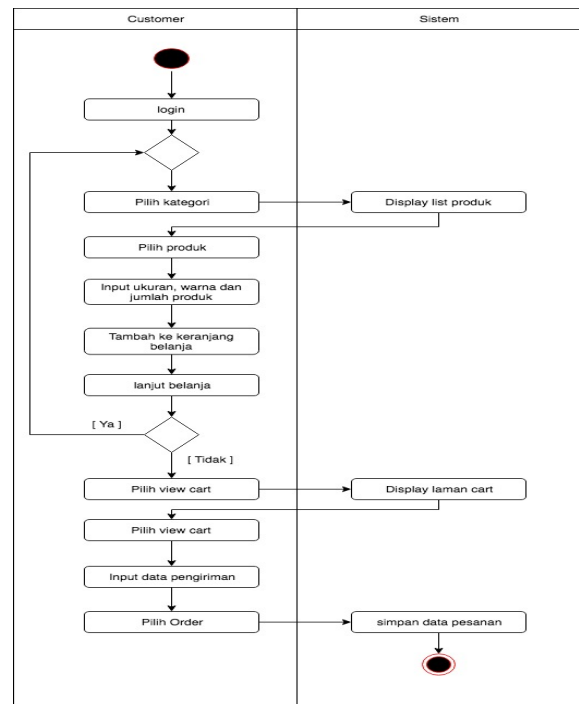 Customer
Sistem
login
Pilih kategori
Display list produk
Pilih produk
Input ukuran, warna dan
jumlah produk
Tambah ke keranjang
belanja
lanjut belanja
[ Ya ]
[ Tidak ]
Pilih view cart
Display laman cart
Pilih view cart
Input data pengiriman
Pilih Order
simpan data pesanan